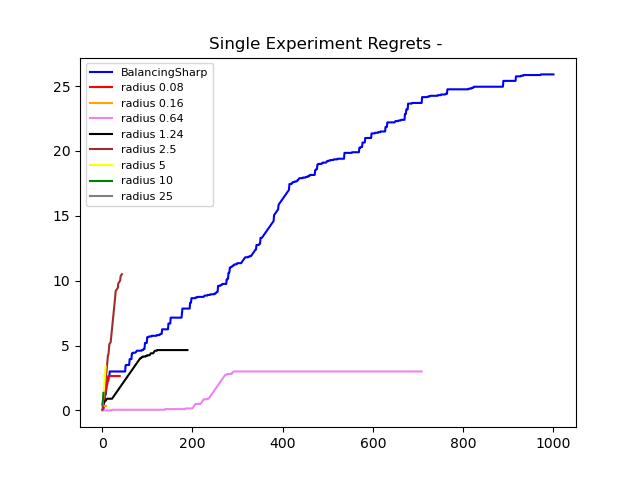 Single Experiment Regrets -
BalancingSharp
radius 0.08
radius 0.16
radius 0.64
radius 1.24
radius 2.5
radius 5
radius 10
radius 25
25
20
15
10
5
0
0 200 400 600 800 1000